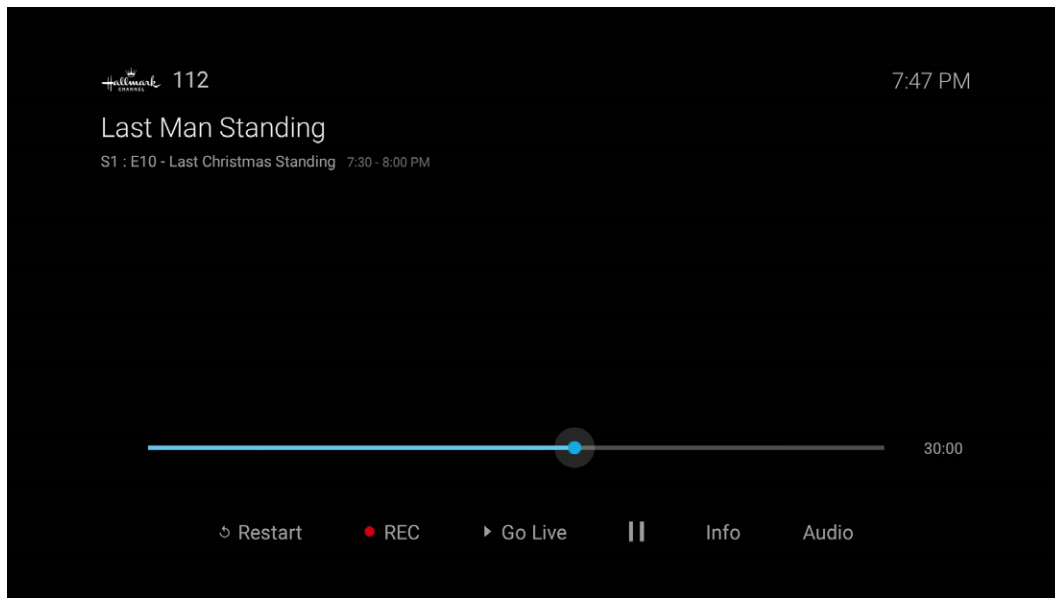 Hallmark CHANNEL 112
7:47 PM
Last Man Standing
S1 : E10 - Last Christmas Standing 7:30 - 8:00 PM
30:00
Restart REC Go Live Info Audio